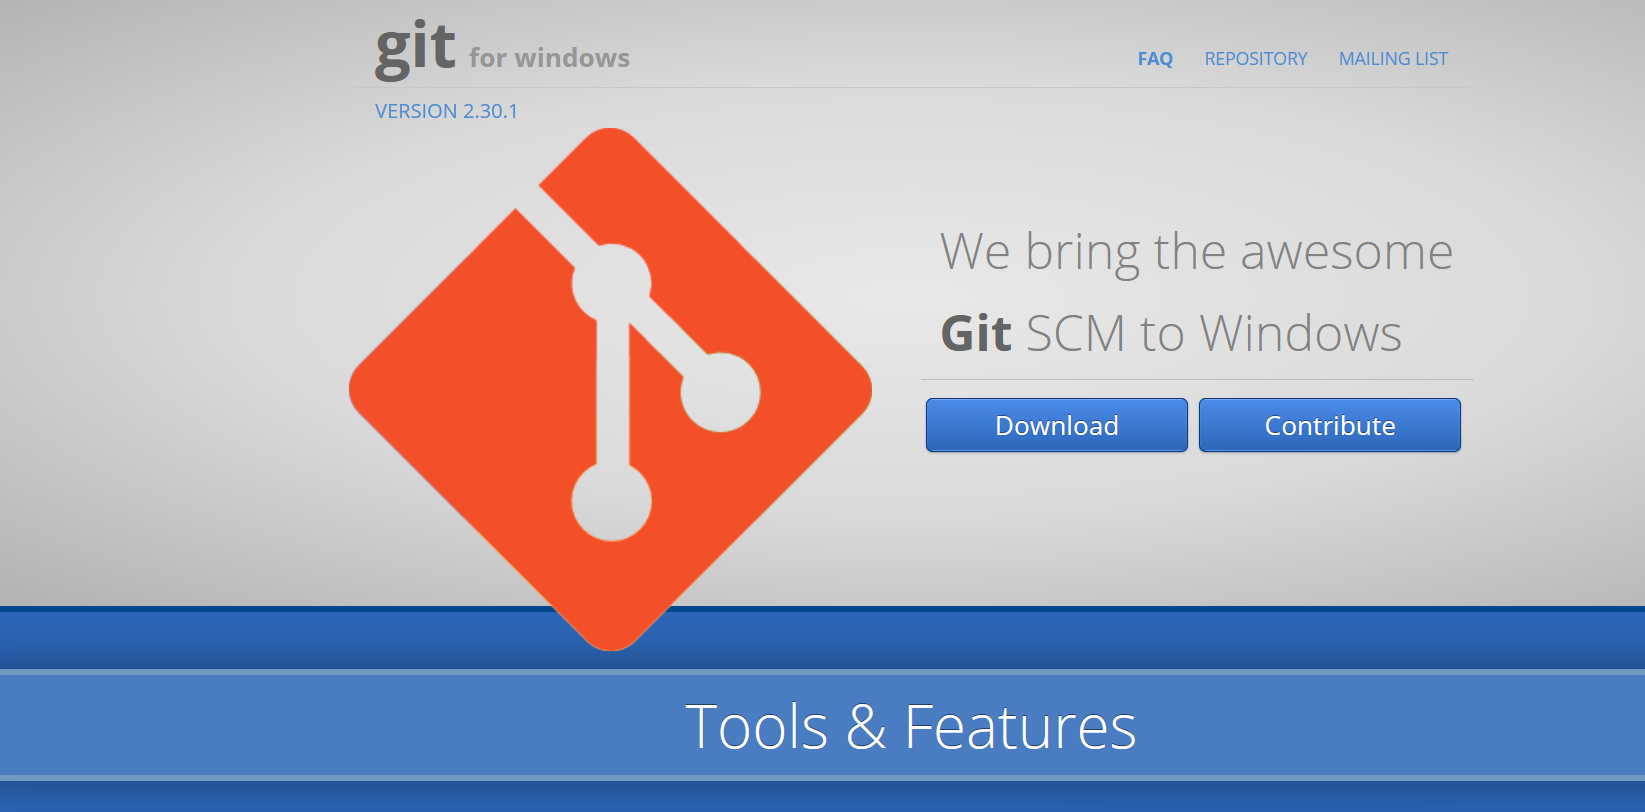 git for windows
FAQ REPOSITORY MAILING LIST
VERSION 2.30.1
We bring the awesome
Git SCM to Windows
Download Contribute
Tools & Features